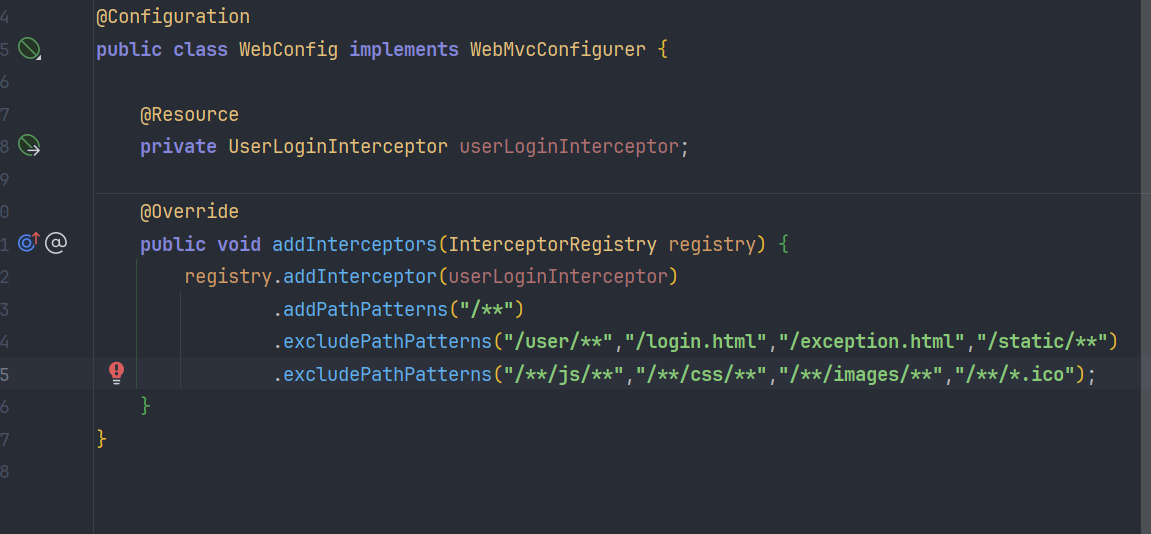 4 @Configuration
5 public class WebConfig implements WebMvcConfigurer {
6
7 @Resource
8 private UserLoginInterceptor userLoginInterceptor;
9
0 @Override
1 public void addInterceptors(InterceptorRegistry registry) {
2 registry.addInterceptor(userLoginInterceptor)
3 .addPathPatterns("/**")
4 .excludePathPatterns("/user/**","/login.html","/exception.html","/static/**")
5 .excludePathPatterns("/**/js/**","/**/css/**","/**/images/**","/**/*.ico");
6 }
7 }
8